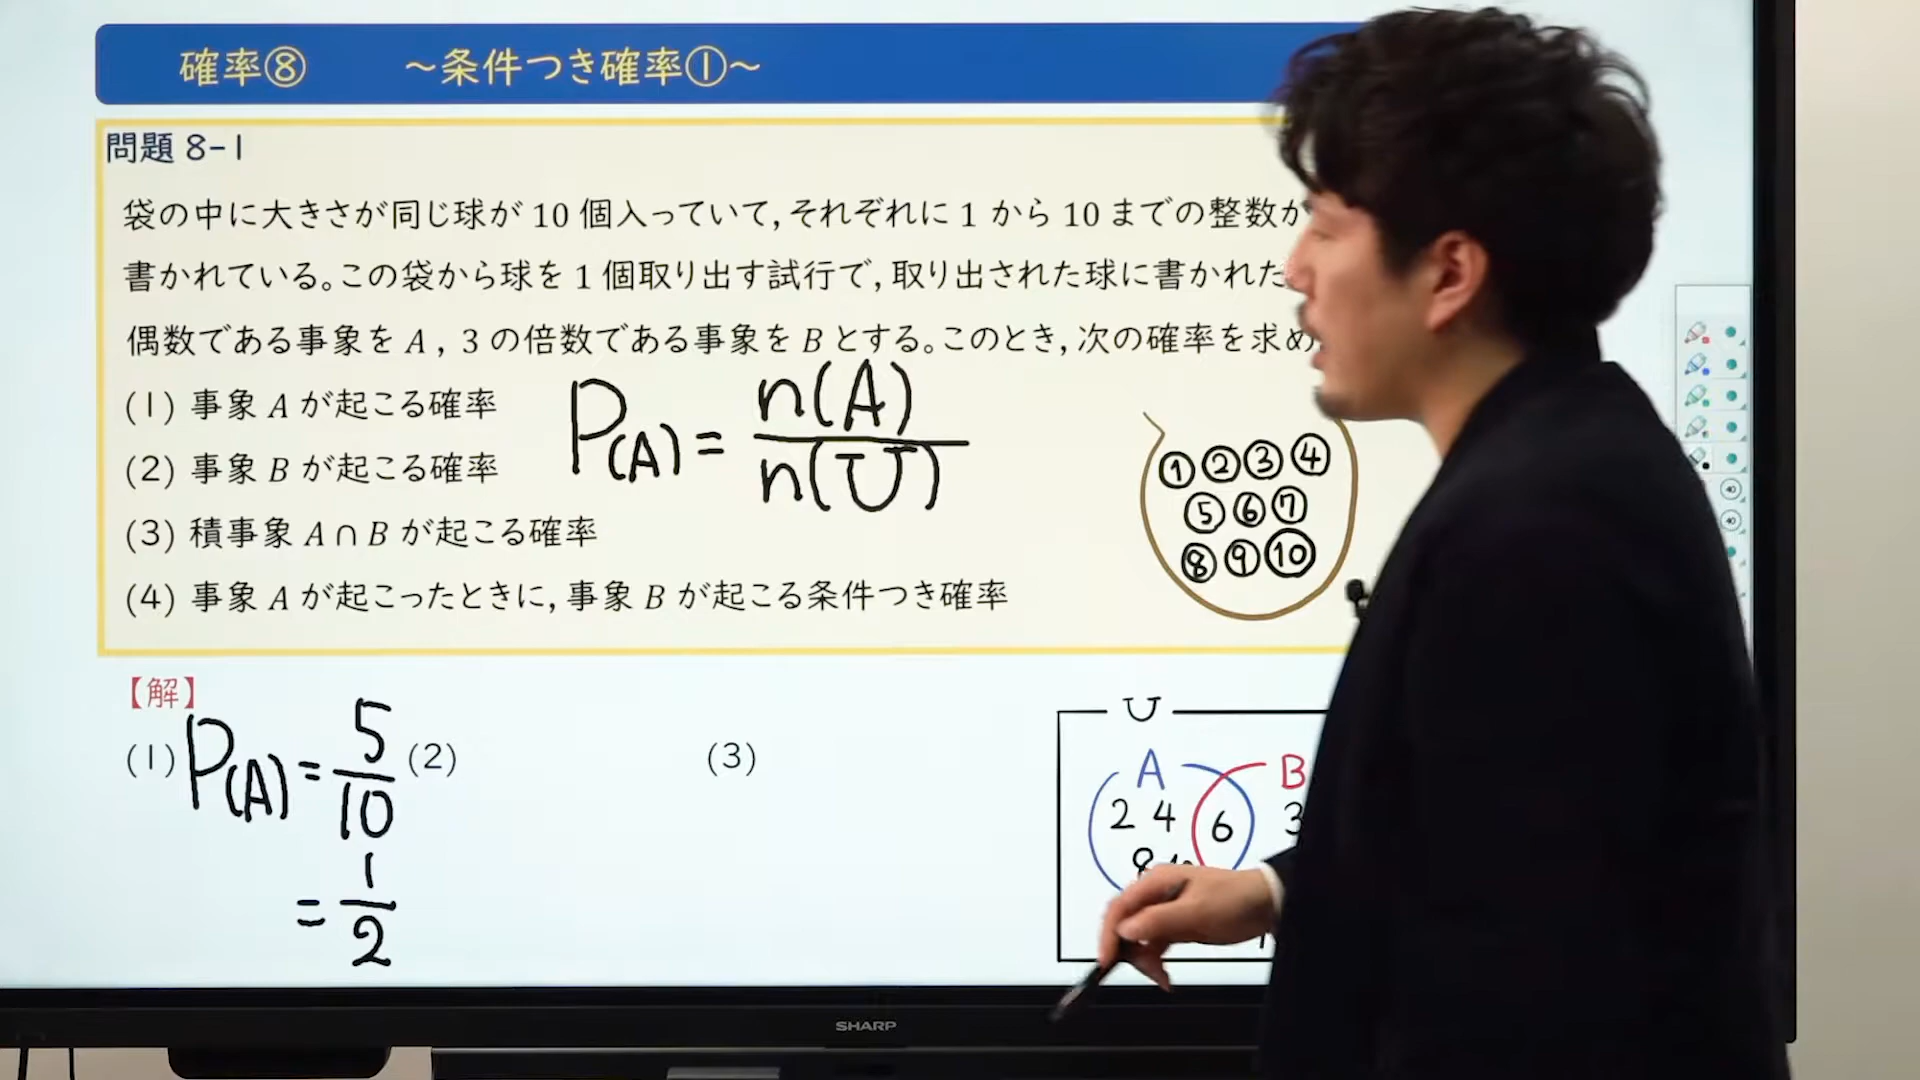 確率⑧ ～条件つき確率①～
問題 8-1
袋の中に大きさが同じ球が 10 個入っていて, それぞれに 1 から 10 までの整数が
書かれている。この袋から球を 1 個取り出す試行で, 取り出された球に書かれた
偶数である事象を A , 3 の倍数である事象を B とする。このとき, 次の確率を求め
(1) 事象 A が起こる確率
P(A) = n(A) / n(U)
(2) 事象 B が起こる確率
(3) 積事象 A ∩ B が起こる確率
(4) 事象 A が起こったときに, 事象 B が起こる条件つき確率
① ② ③ ④
⑤ ⑥ ⑦
⑧ ⑨ ⑩
【解】
(1) P(A) = 5/10
= 1/2
(2)
(3)
U
A B
2 4 6 3
8
SHARP